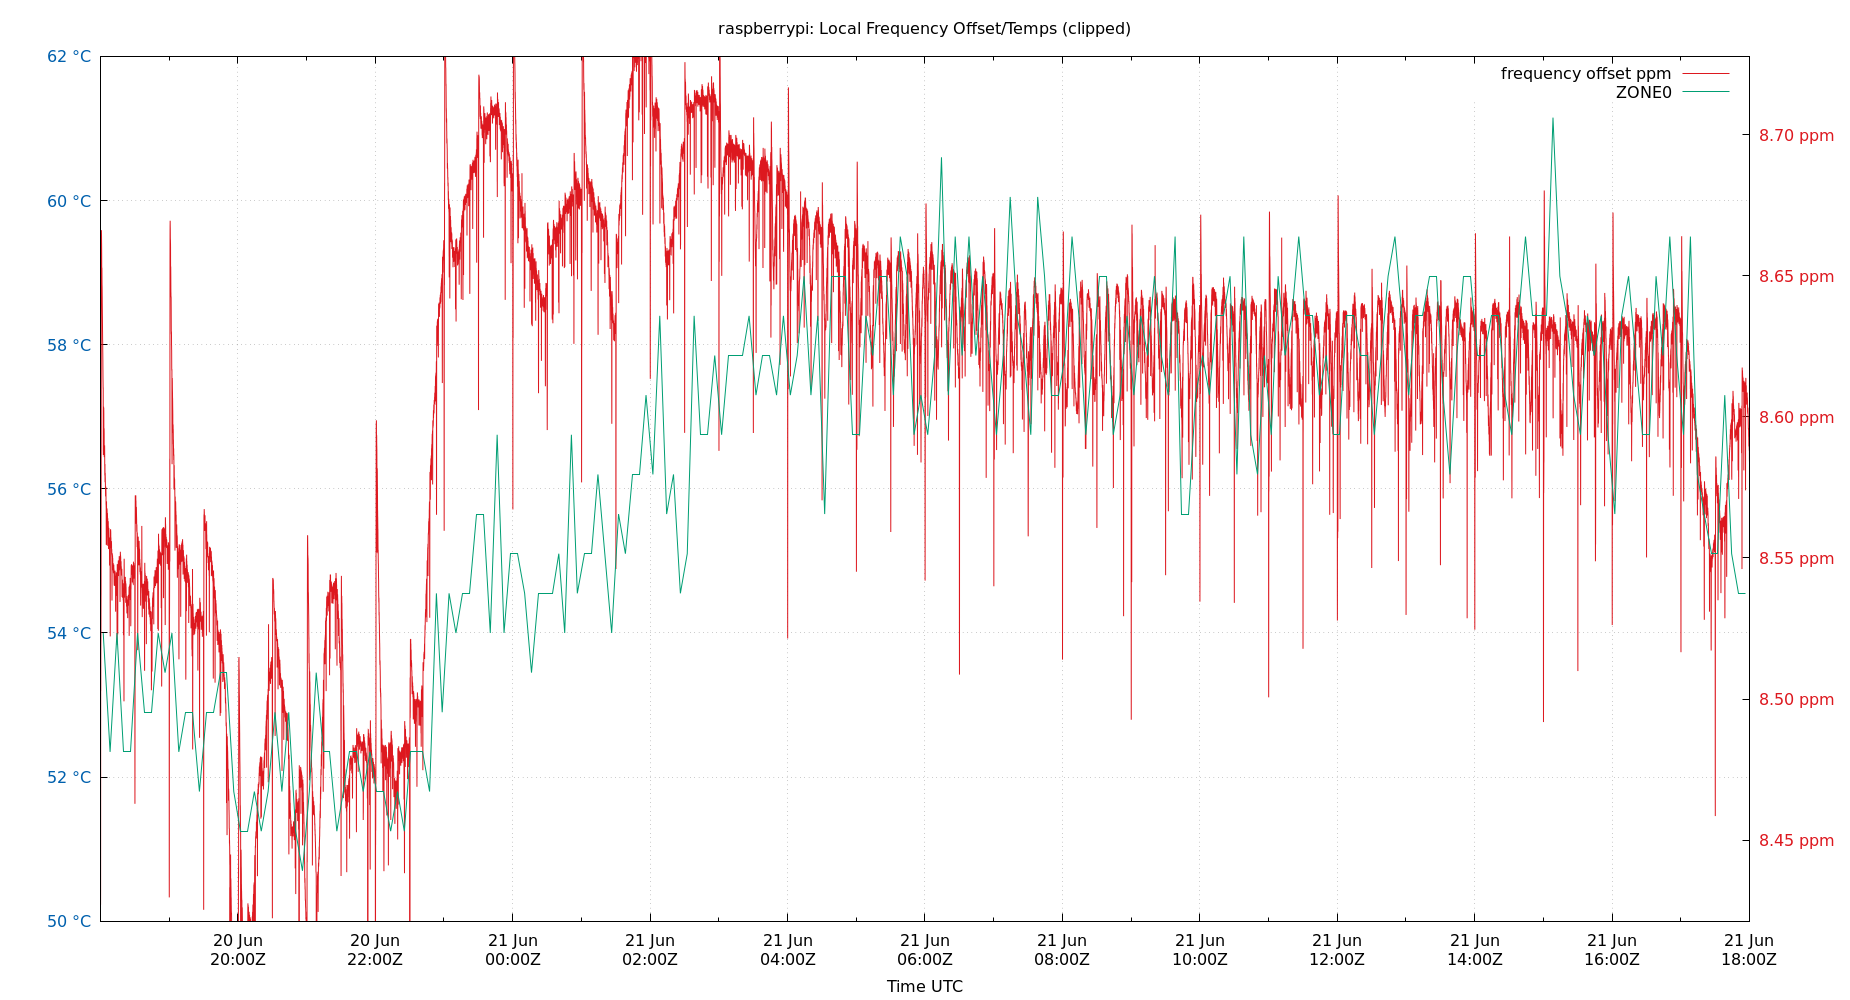 raspberrypi: Local Frequency Offset/Temps (clipped)
62 °C
60 °C
58 °C
56 °C
54 °C
52 °C
50 °C
frequency offset ppm
ZONE0
8.70 ppm
8.65 ppm
8.60 ppm
8.55 ppm
8.50 ppm
8.45 ppm
20 Jun 20 Jun 21 Jun 21 Jun 21 Jun 21 Jun 21 Jun 21 Jun 21 Jun 21 Jun 21 Jun 21 Jun
20:00Z 22:00Z 00:00Z 02:00Z 04:00Z 06:00Z 08:00Z 10:00Z 12:00Z 14:00Z 16:00Z 18:00Z
Time UTC